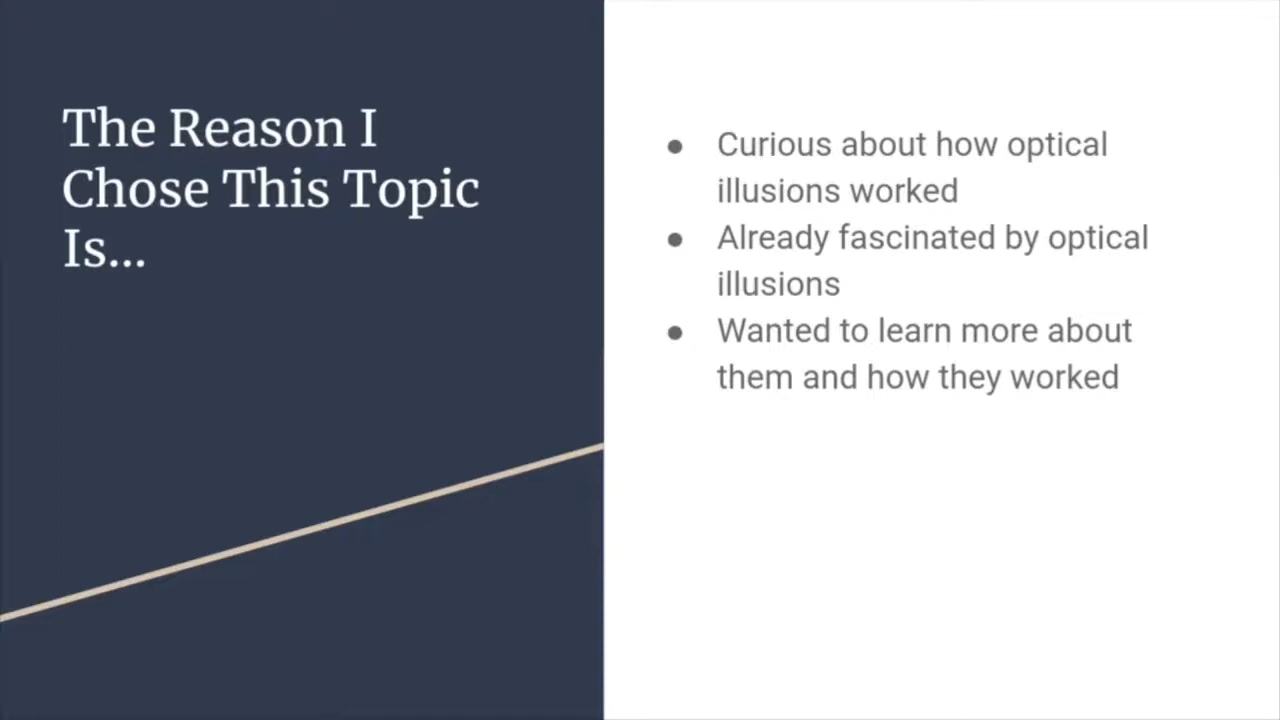 The Reason I
Chose This Topic
Is...
● Curious about how optical
illusions worked
● Already fascinated by optical
illusions
● Wanted to learn more about
them and how they worked